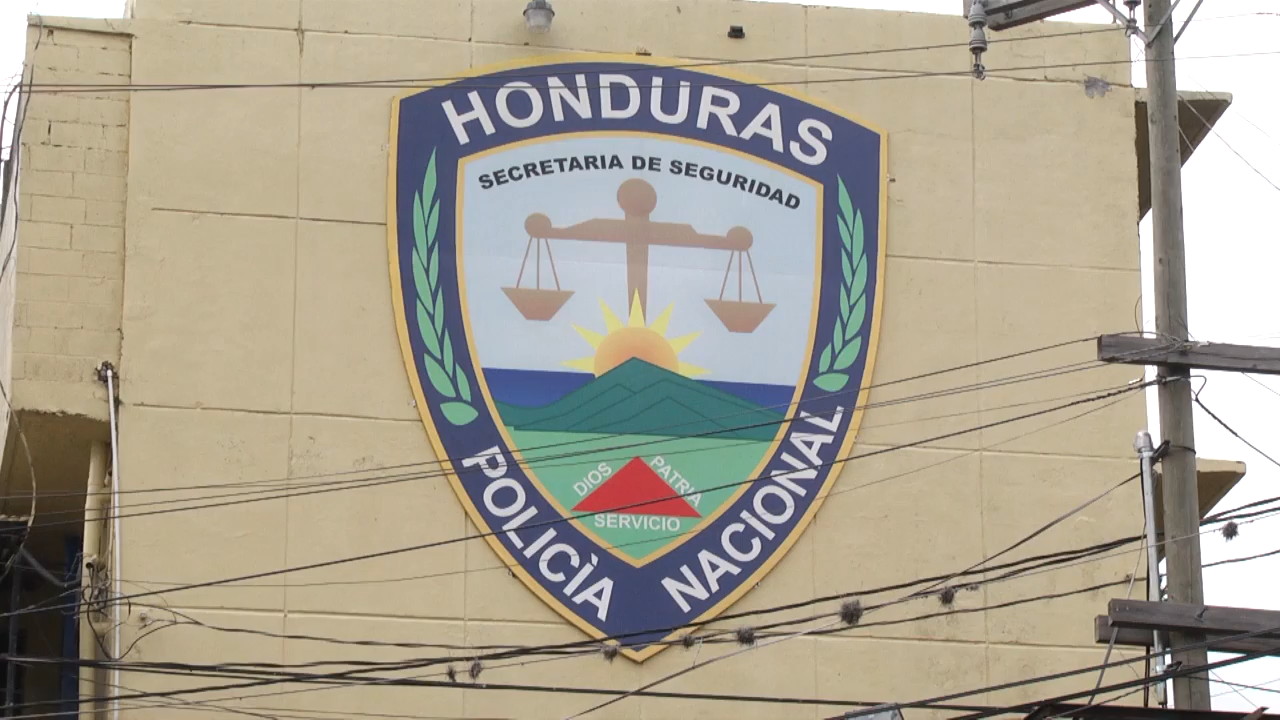 HONDURAS
SECRETARIA DE SEGURIDAD
DIOS
PATRIA
SERVICIO
POLICÌA
NACIONAL